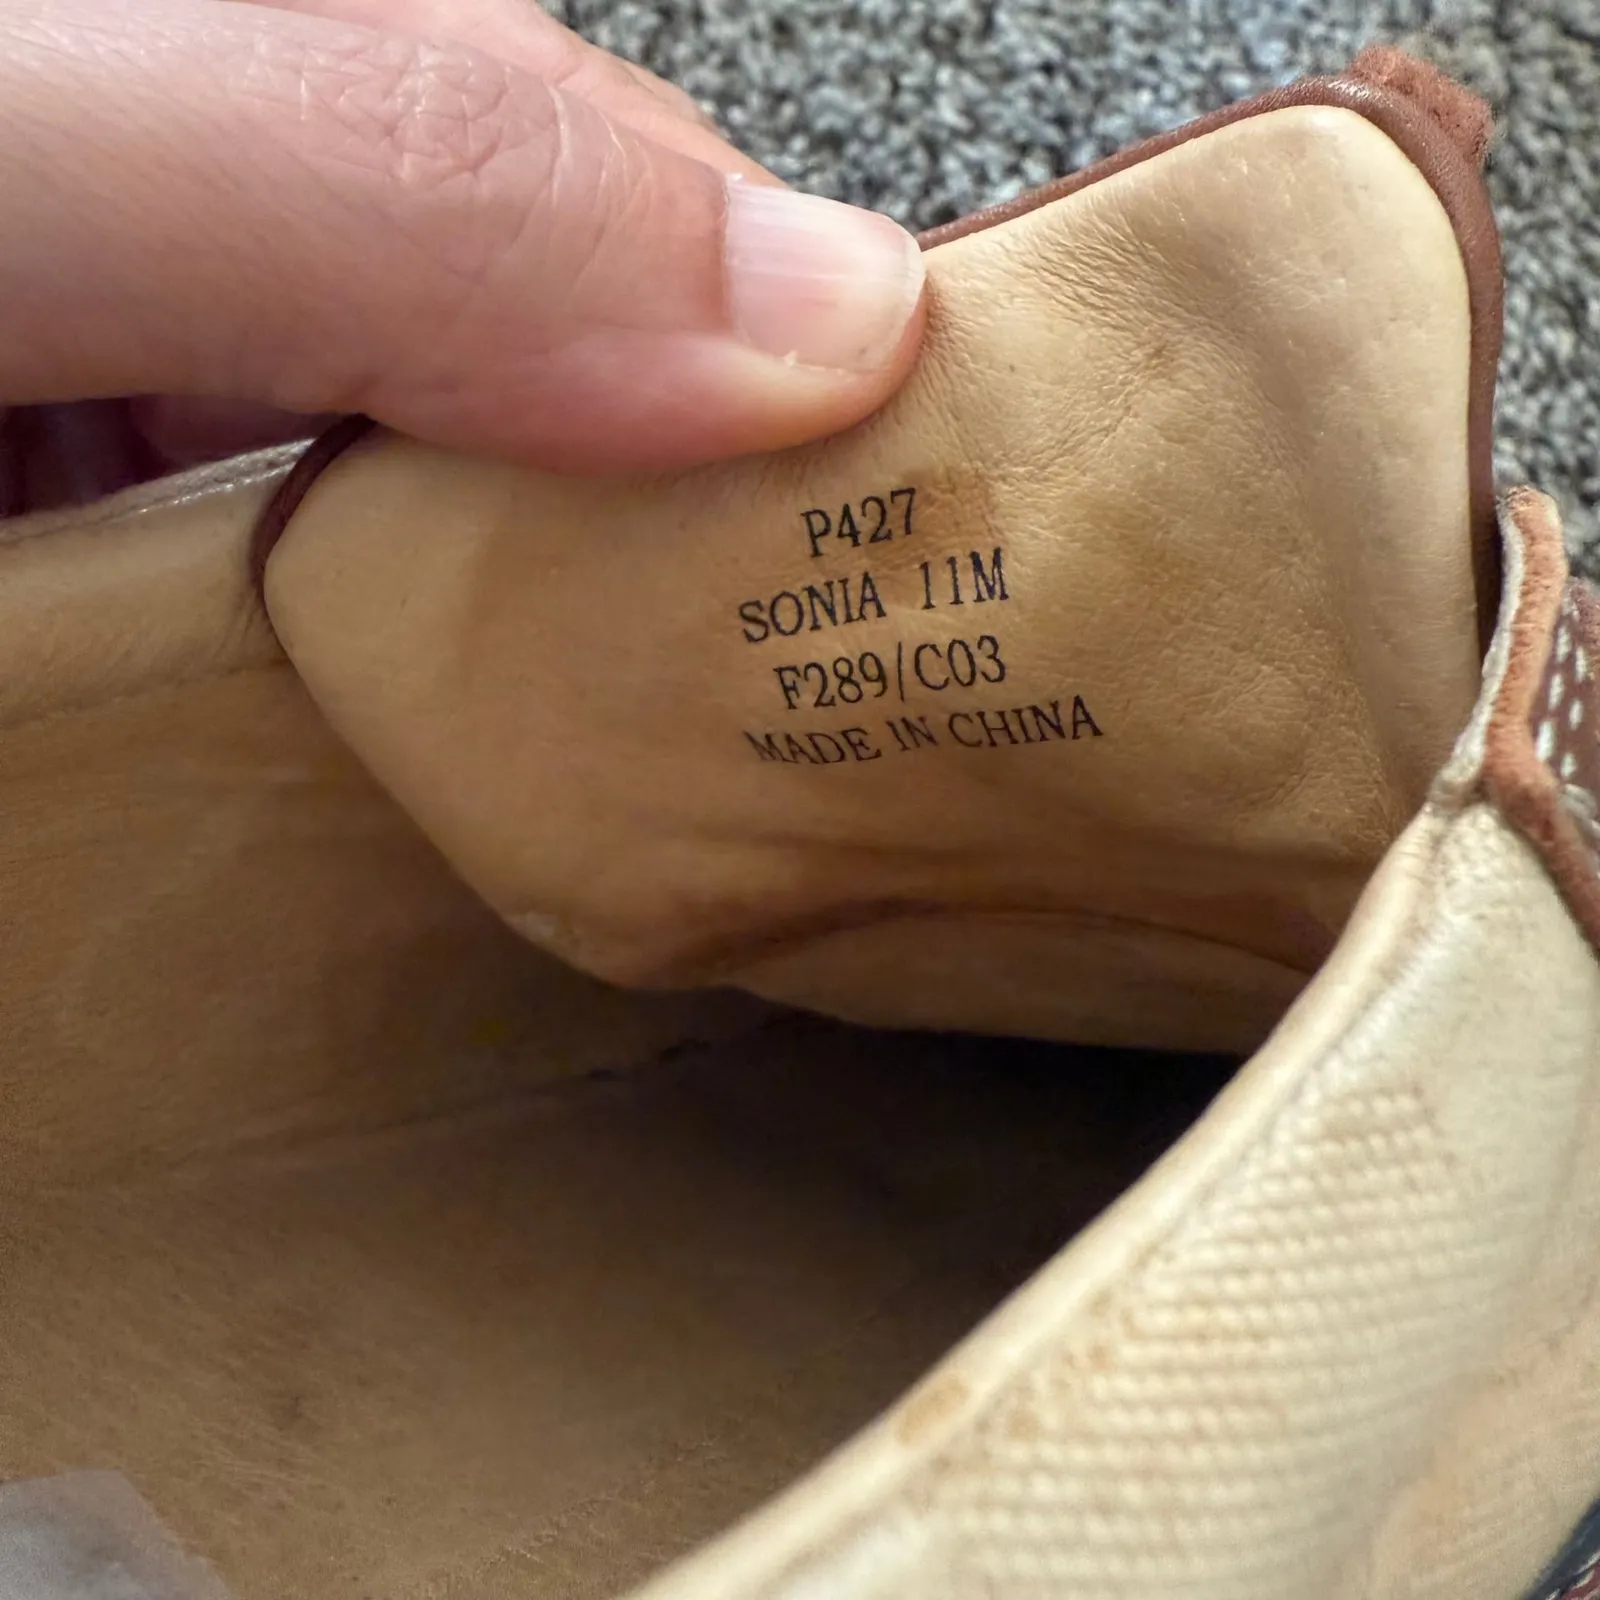 P427
SONIA 11M
F289/C03
MADE IN CHINA